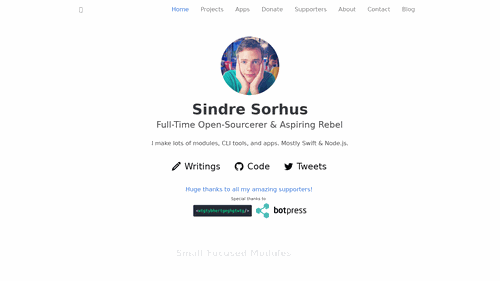 Home Projects Apps Donate Supporters About Contact Blog
Sindre Sorhus
Full-Time Open-Sourcerer & Aspiring Rebel
I make lots of modules, CLI tools, and apps. Mostly Swift & Node.js.
Writings Code Tweets
Huge thanks to all my amazing supporters!
Special thanks to:
botpress
Small Focused Modules